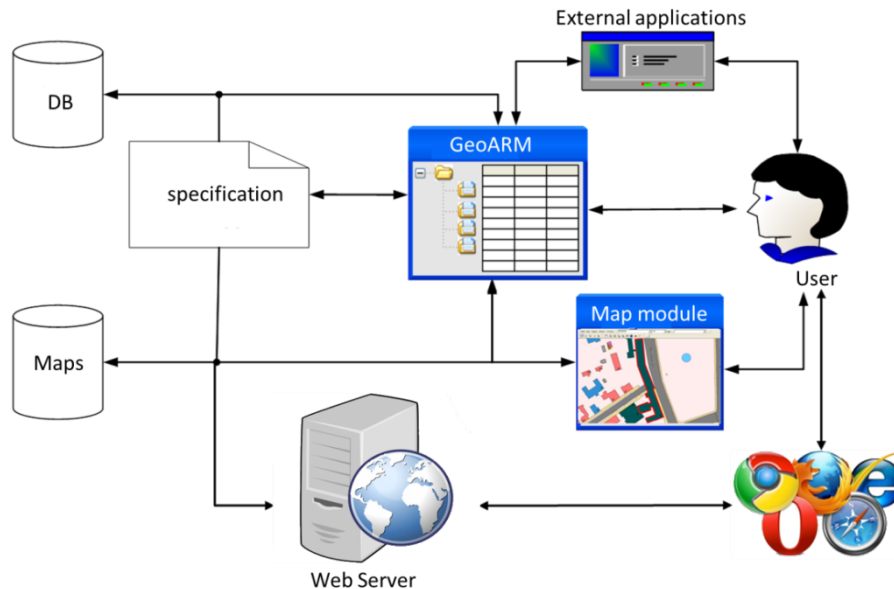 External applications
DB
GeoARM
specification
User
Map module
Maps
Web Server